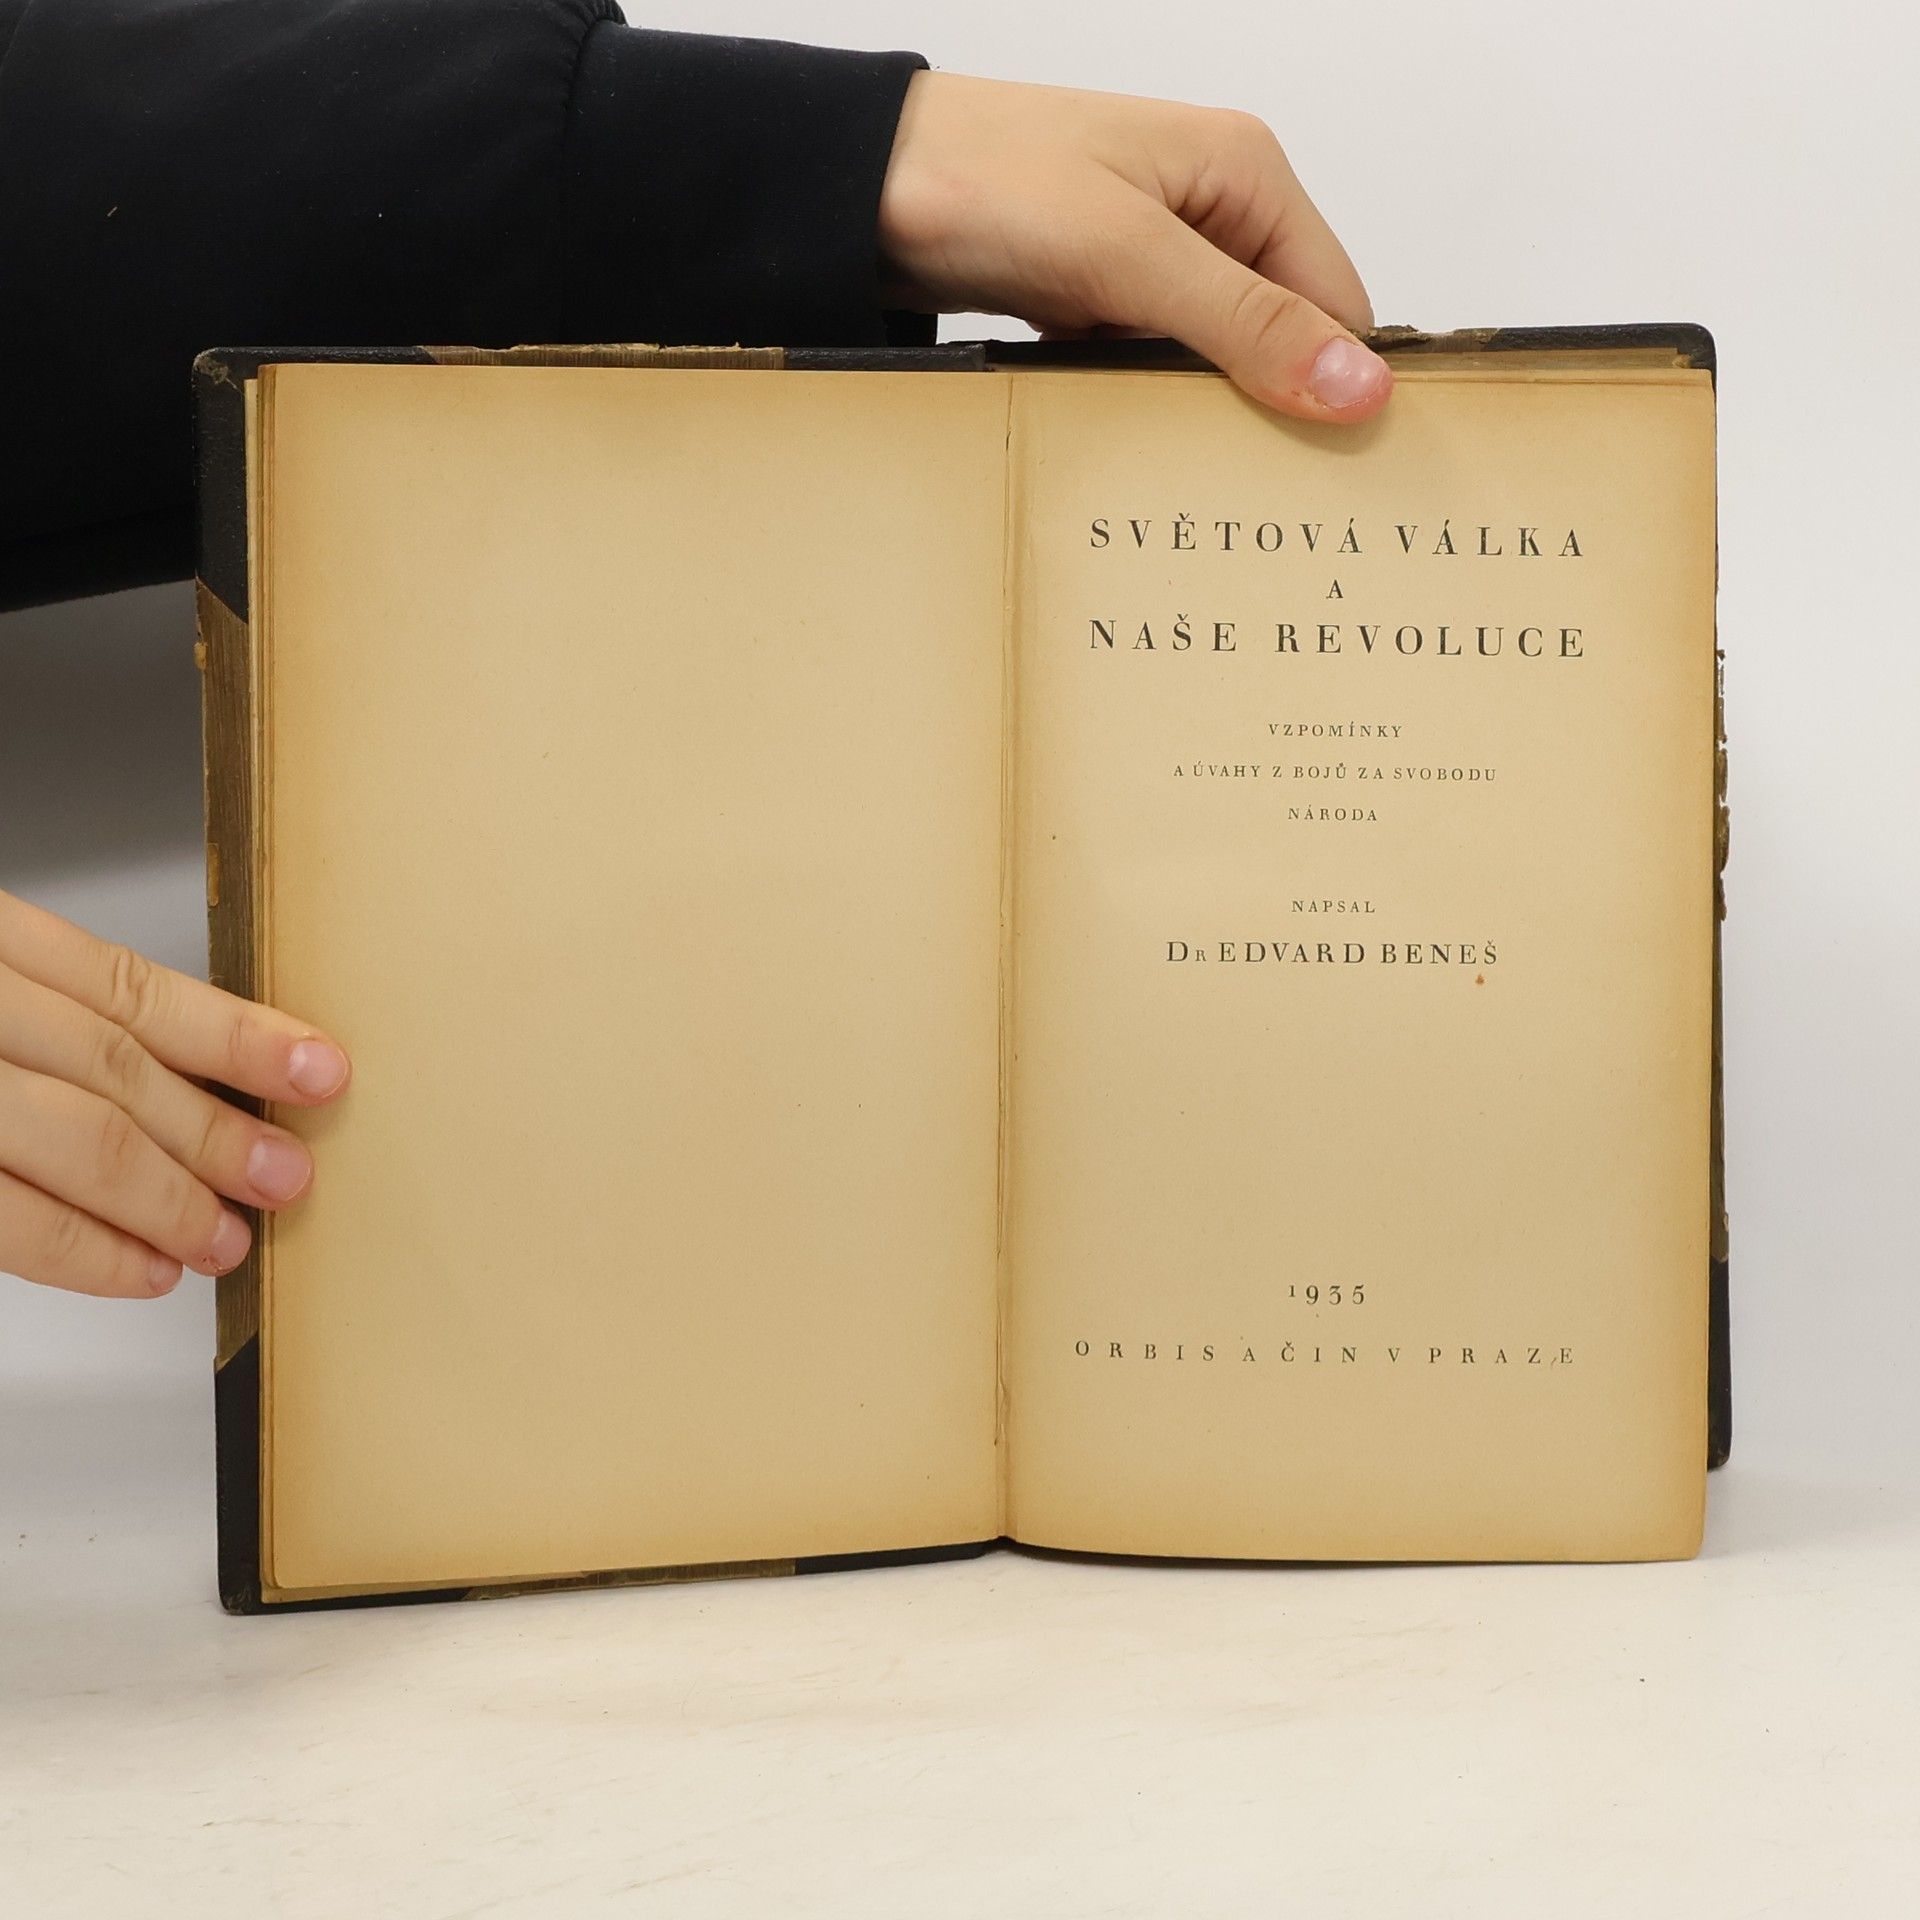 SVĚTOVÁ VÁLKA
A
NAŠE REVOLUCE
VZPOMÍNKY
A ÚVAHY Z BOJŮ ZA SVOBODU
NÁRODA
NAPSAL
DR EDVARD BENEŠ
1935
ORBIS A ČIN V PRAZE